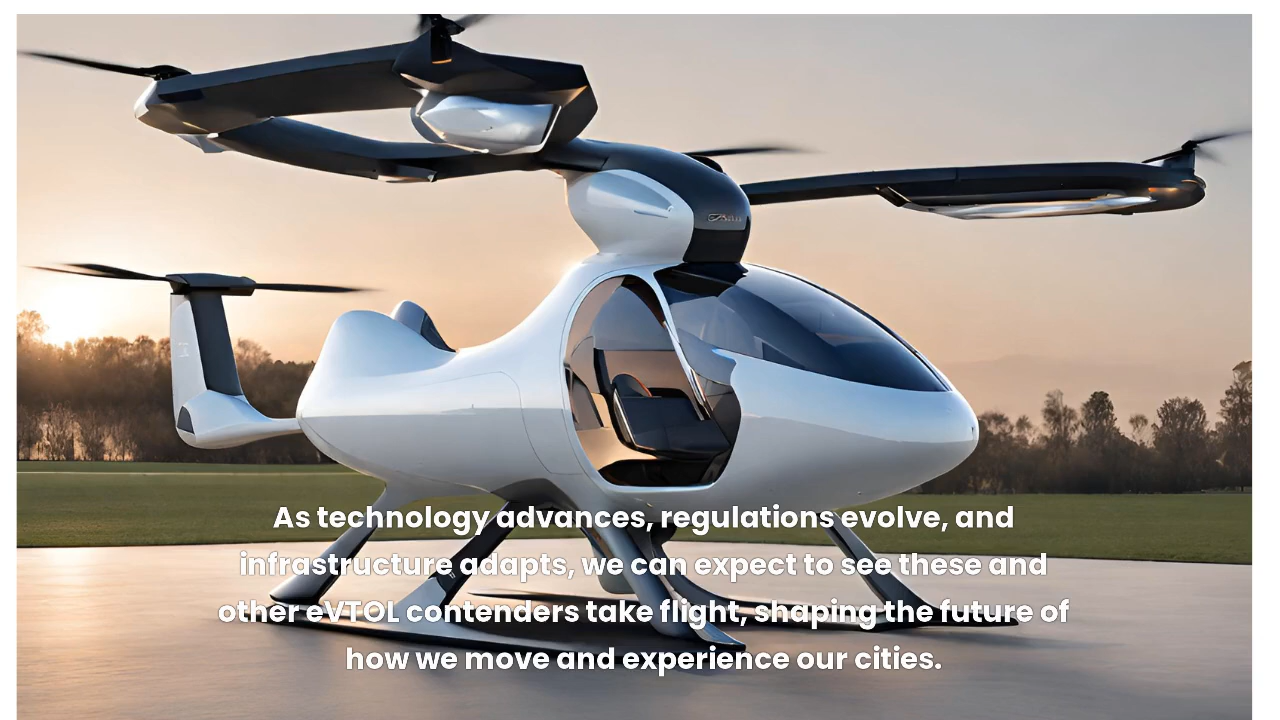 As technology advances, regulations evolve, and
infrastructure adapts, we can expect to see these and
other eVTOL contenders take flight, shaping the future of
how we move and experience our cities.